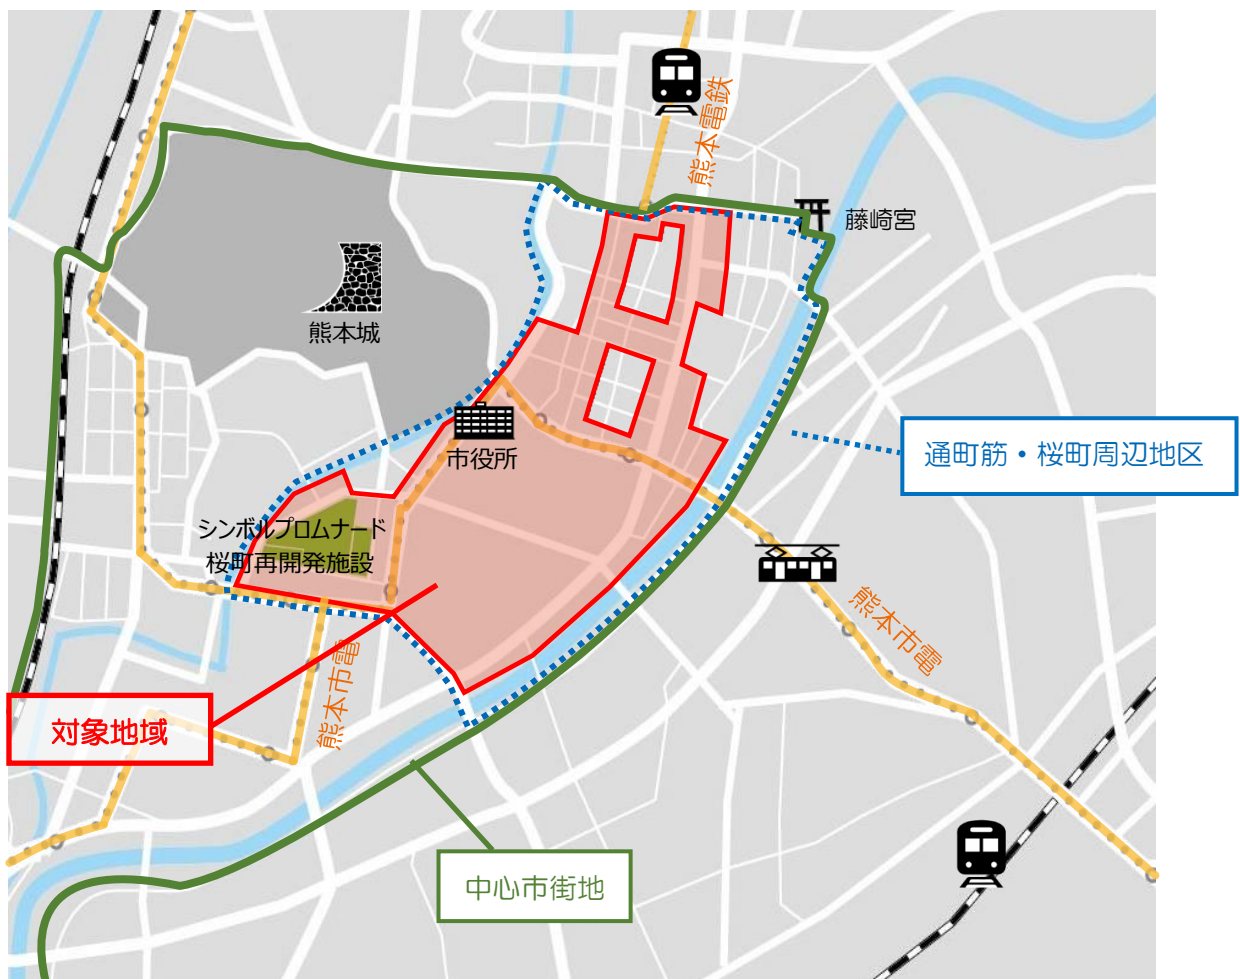 熊本電鉄
藤崎宮
熊本城
通町筋・桜町周辺地区
市役所
シンボルプロムナード
桜町再開発施設
熊本市電
熊本市電
対象地域
中心市街地